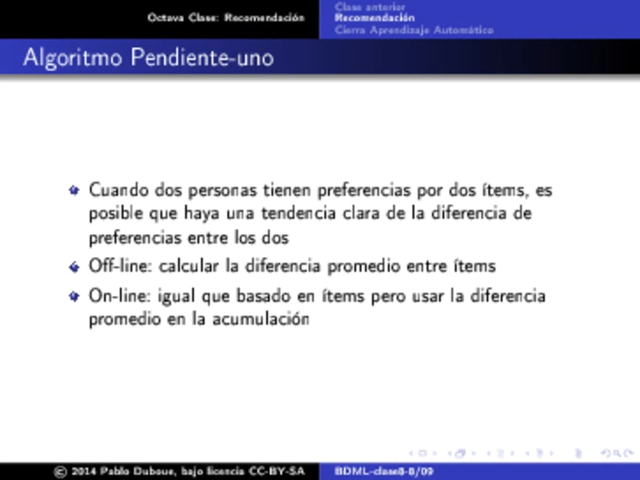 Octava Clase: Recomendación
Clase anterior
Recomendación
Cierra Aprendizaje Automático
Algoritmo Pendiente-uno
Cuando dos personas tienen preferencias por dos ítems, es
posible que haya una tendencia clara de la diferencia de
preferencias entre los dos
Off-line: calcular la diferencia promedio entre ítems
On-line: igual que basado en ítems pero usar la diferencia
promedio en la acumulación
© 2014 Pablo Duboue, bajo licencia CC-BY-SA
BDML-clase8-8/09